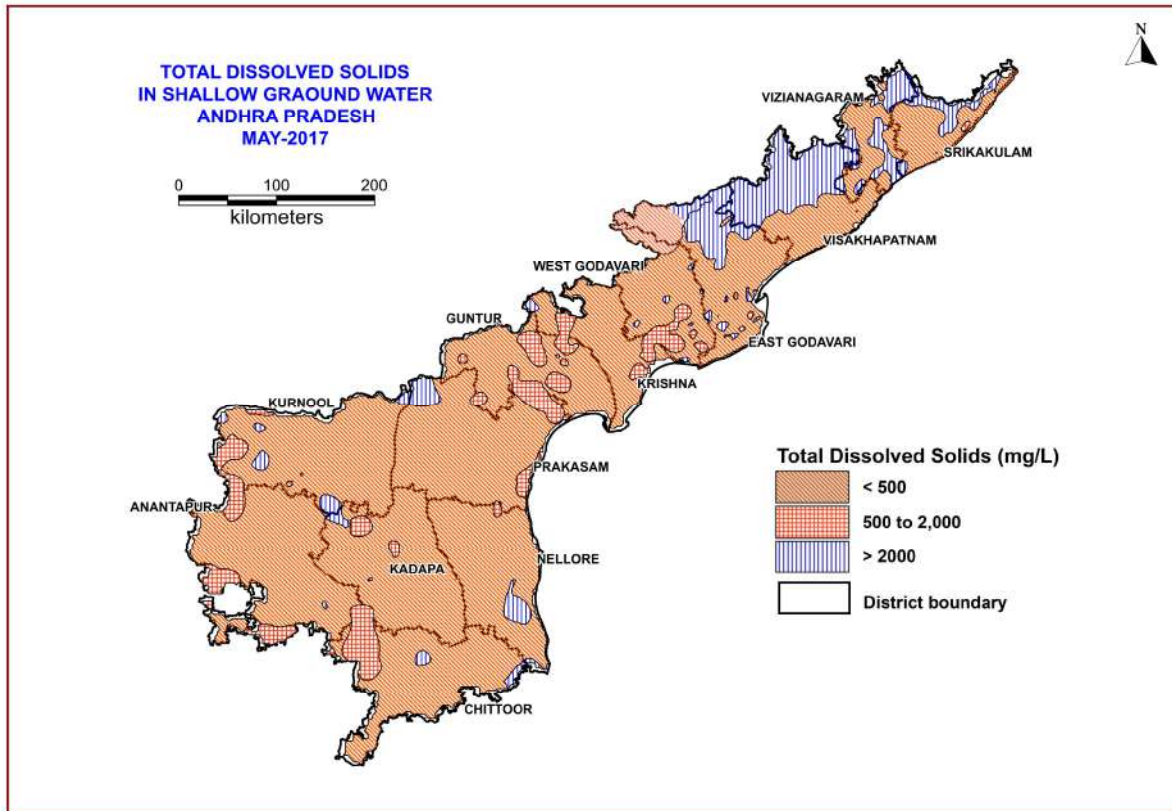 TOTAL DISSOLVED SOLIDS
IN SHALLOW GRAOUND WATER
ANDHRA PRADESH
MAY-2017
N
0 100 200
kilometers
VIZIANAGARAM
SRIKAKULAM
VISAKHAPATNAM
WEST GODAVARI
GUNTUR
EAST GODAVARI
KRISHNA
KURNOOL
PRAKASAM
ANANTAPUR
NELLORE
KADAPA
CHITTOOR
Total Dissolved Solids (mg/L)
< 500
500 to 2,000
> 2000
District boundary